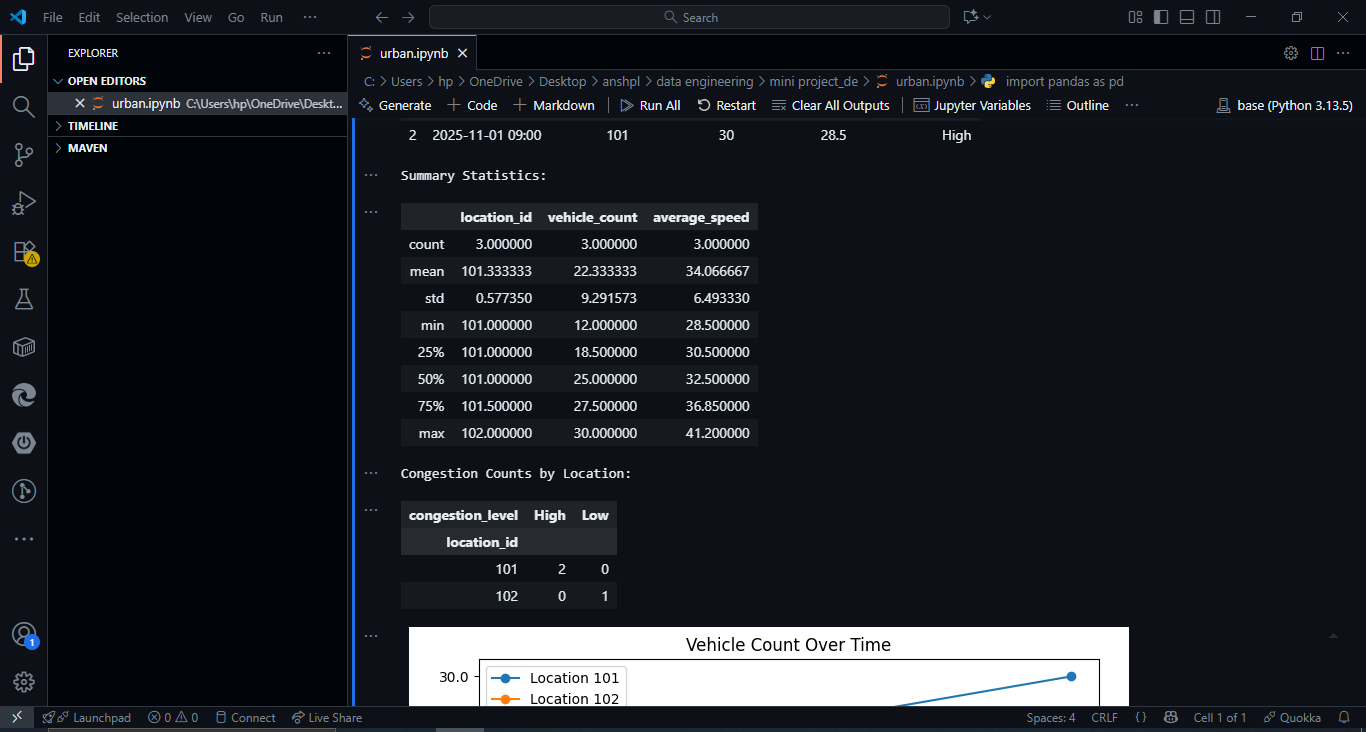 File Edit Selection View Go Run ···
Search
EXPLORER ···
OPEN EDITORS
urban.ipynb C:\Users\hp\OneDrive\Deskt...
TIMELINE
MAVEN
urban.ipynb
C: > Users > hp > OneDrive > Desktop > anshpl > data engineering > mini project_de > urban.ipynb > import pandas as pd
Generate + Code + Markdown | Run All Restart Clear All Outputs | Jupyter Variables Outline ··· base (Python 3.13.5)
2 2025-11-01 09:00 101 30 28.5 High
Summary Statistics:
location_id vehicle_count average_speed
count 3.000000 3.000000 3.000000
mean 101.333333 22.333333 34.066667
std 0.577350 9.291573 6.493330
min 101.000000 12.000000 28.500000
25% 101.000000 18.500000 30.500000
50% 101.000000 25.000000 32.500000
75% 101.500000 27.500000 36.850000
max 102.000000 30.000000 41.200000
Congestion Counts by Location:
congestion_level High Low
location_id
101 2 0
102 0 1
Vehicle Count Over Time
30.0
Location 101
Location 102
1
Launchpad 0 0 Connect Live Share Spaces: 4 CRLF {} Cell 1 of 1 Quokka